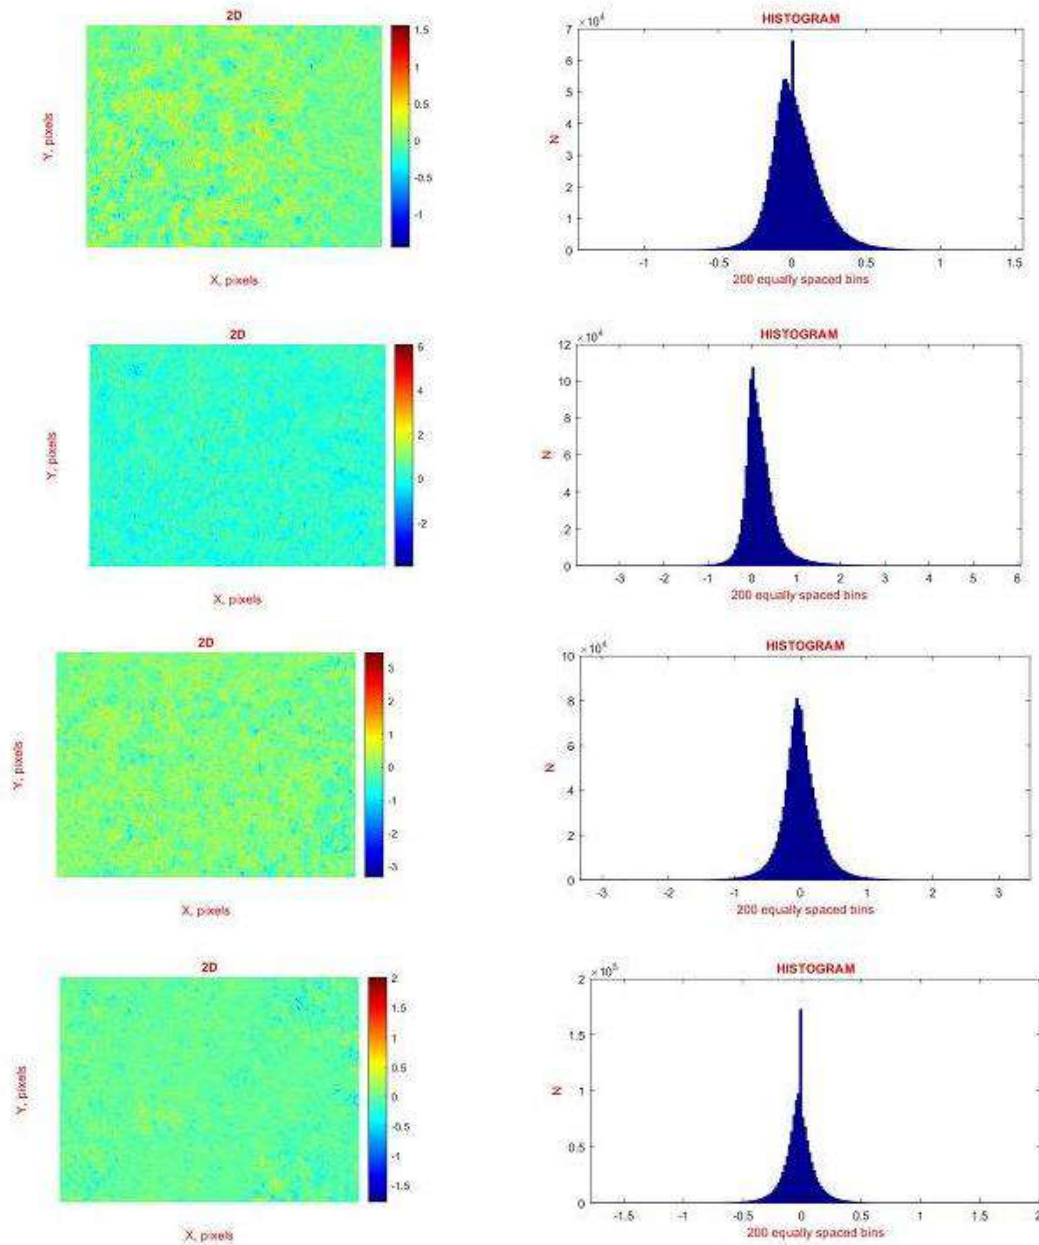 2D
HISTOGRAM
1.5
1
0.5
0
-0.5
-1
Y, pixels
X, pixels
×10⁴
7
6
5
4
3
2
1
0
N
-1 -0.5 0 0.5 1 1.5
200 equally spaced bins
2D
HISTOGRAM
6
4
2
0
-2
Y, pixels
X, pixels
×10⁴
12
10
8
6
4
2
0
N
-3 -2 -1 0 1 2 3 4 5 6
200 equally spaced bins
2D
HISTOGRAM
3
2
1
0
-1
-2
-3
Y, pixels
X, pixels
×10⁴
10
8
6
4
2
0
N
-3 -2 -1 0 1 2 3
200 equally spaced bins
2D
HISTOGRAM
2
1.5
1
0.5
0
-0.5
-1
-1.5
Y, pixels
X, pixels
×10⁵
2
1.5
1
0.5
0
N
-1.5 -1 -0.5 0 0.5 1 1.5 2
200 equally spaced bins